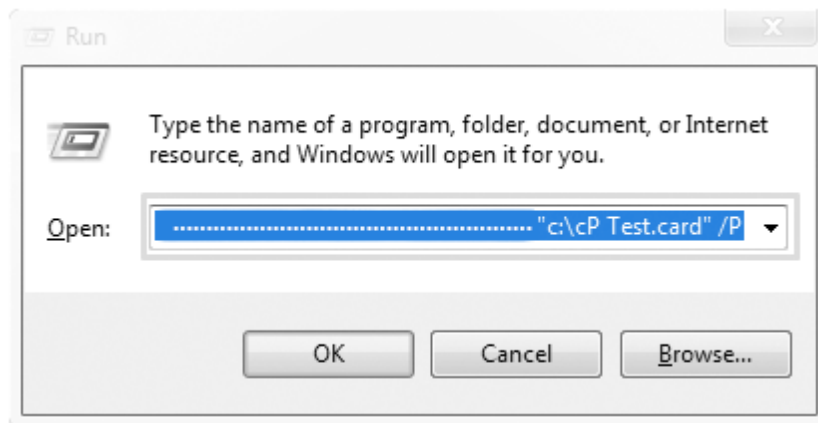 Run
Type the name of a program, folder, document, or Internet
resource, and Windows will open it for you.
Open: "c:\cP Test.card" /P
OK Cancel Browse...